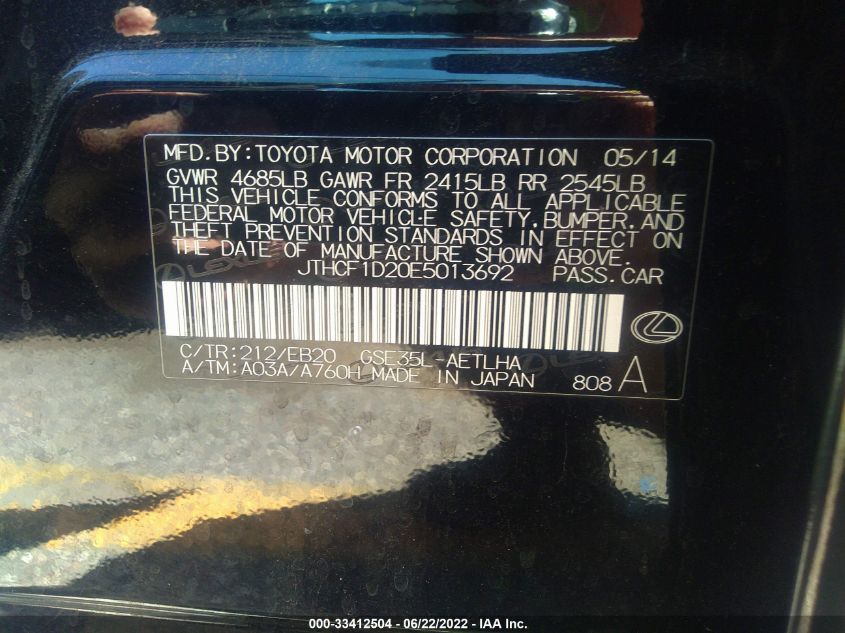 MFD.BY:TOYOTA MOTOR CORPORATION 05/14
GVWR 4685LB GAWR FR 2415LB RR 2545LB
THIS VEHICLE CONFORMS TO ALL APPLICABLE
FEDERAL MOTOR VEHICLE SAFETY,BUMPER,AND
THEFT PREVENTION STANDARDS IN EFFECT ON
THE DATE OF MANUFACTURE SHOWN ABOVE.
JTHCF1D20E5013692 PASS.CAR
C/TR:212/EB20 GSE35L-AETLHA
A/TM:A03A/A760H MADE IN JAPAN 808 A
000-33412504 - 06/22/2022 - IAA Inc.